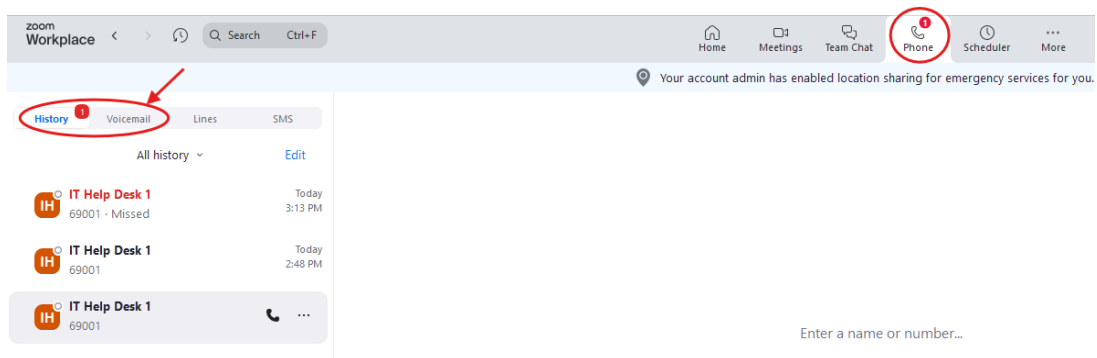 zoom
Workplace
Search Ctrl+F
1
Home Meetings Team Chat Phone Scheduler More
Your account admin has enabled location sharing for emergency services for you.
History 1 Voicemail Lines SMS
All history Edit
IH IT Help Desk 1 Today
69001 · Missed 3:13 PM
IH IT Help Desk 1 Today
69001 2:48 PM
IH IT Help Desk 1
69001
Enter a name or number...